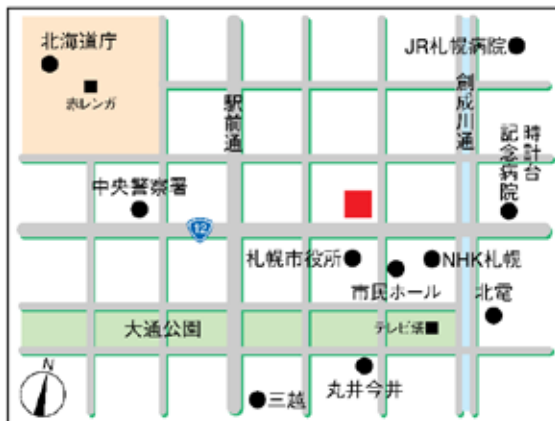 北海道庁
JR札幌病院
赤レンガ
駅前通
創成川通
時計台
記念病院
中央警察署
12
札幌市役所
NHK札幌
市民ホール
北電
大通公園
テレビ塔
丸井今井
三越
N